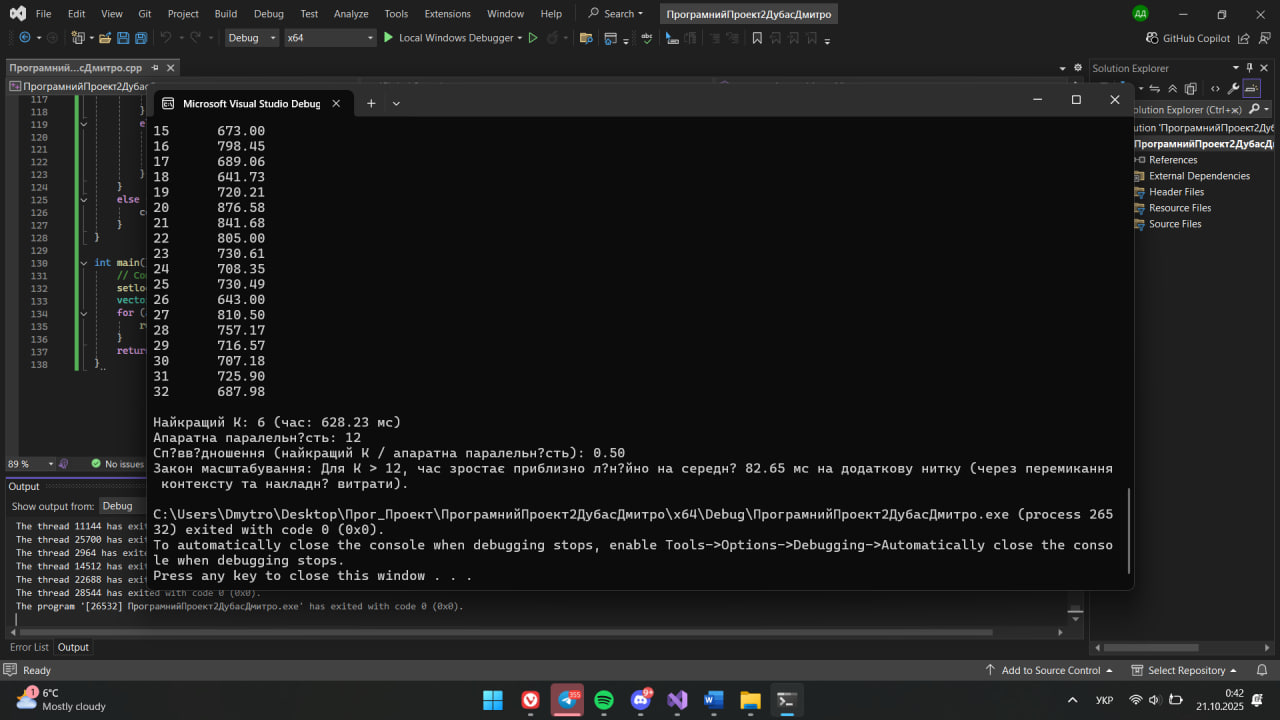 File Edit View Git Project Build Debug Test Analyze Tools Extensions Window Help Search ПрограмнийПроект2ДубасДмитро ДД
Debug x64 Local Windows Debugger GitHub Copilot
Програмний...сДмитро.cpp
Solution Explorer
Microsoft Visual Studio Debug
olution Explorer (Ctrl+ж)
ution 'ПрограмнийПроект2Д
ПрограмнийПроект2ДубасД
References
External Dependencies
Header Files
Resource Files
Source Files
117
118 }
119 e
120
121
122
123 }
124 }
125 else
126 c
127 }
128 }
129
130 int main
131 // Co
132 setlo
133 vecto
134 for (
135 r
136 }
137 retur
138 }
15 673.00
16 798.45
17 689.06
18 641.73
19 720.21
20 876.58
21 841.68
22 805.00
23 730.61
24 708.35
25 730.49
26 643.00
27 810.50
28 757.17
29 716.57
30 707.18
31 725.90
32 687.98
Найкращий К: 6 (час: 628.23 мс)
Апаратна паралельн?сть: 12
Сп?вв?дношення (найкращий К / апаратна паралельн?сть): 0.50
Закон масштабування: Для К > 12, час зростає приблизно л?н?йно на середн? 82.65 мс на додаткову нитку (через перемикання
контексту та накладн? витрати).
C:\Users\Dmytro\Desktop\Прог_Проект\ПрограмнийПроект2ДубасДмитро\x64\Debug\ПрограмнийПроект2ДубасДмитро.exe (process 265
32) exited with code 0 (0x0).
To automatically close the console when debugging stops, enable Tools->Options->Debugging->Automatically close the conso
le when debugging stops.
Press any key to close this window . . .
89 % No issues
Output
Show output from: Debug
The thread 11144 has exit
The thread 25700 has exit
The thread 2964 has exite
The thread 14512 has exit
The thread 22688 has exit
The thread 28544 has exited with code 0 (0x0).
The program '[26532] ПрограмнийПроект2ДубасДмитро.exe' has exited with code 0 (0x0).
Error List Output
Ready Add to Source Control Select Repository
1 6°C
Mostly cloudy
355 9+ УКР 0:42
21.10.2025